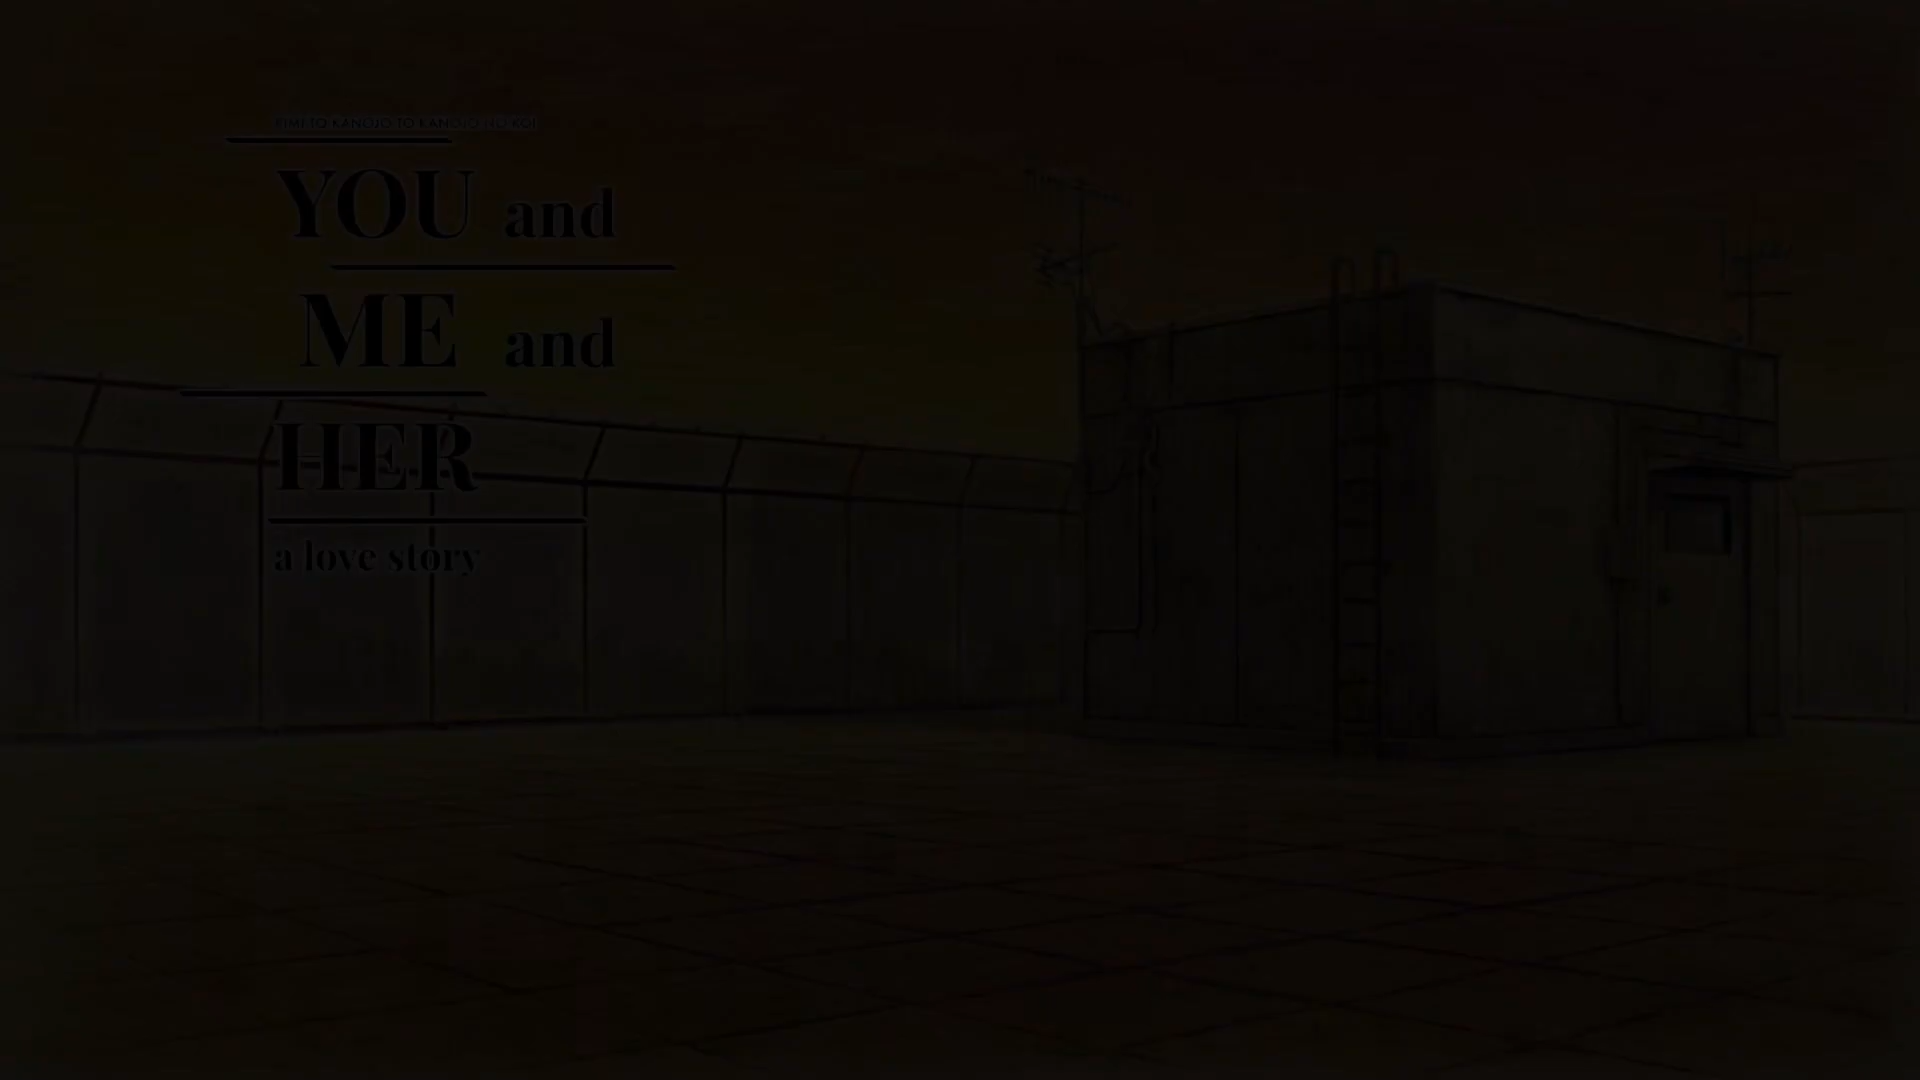 KIMI TO KANOJO TO KANOJO NO KOI
YOU and
ME and
HER
a love story